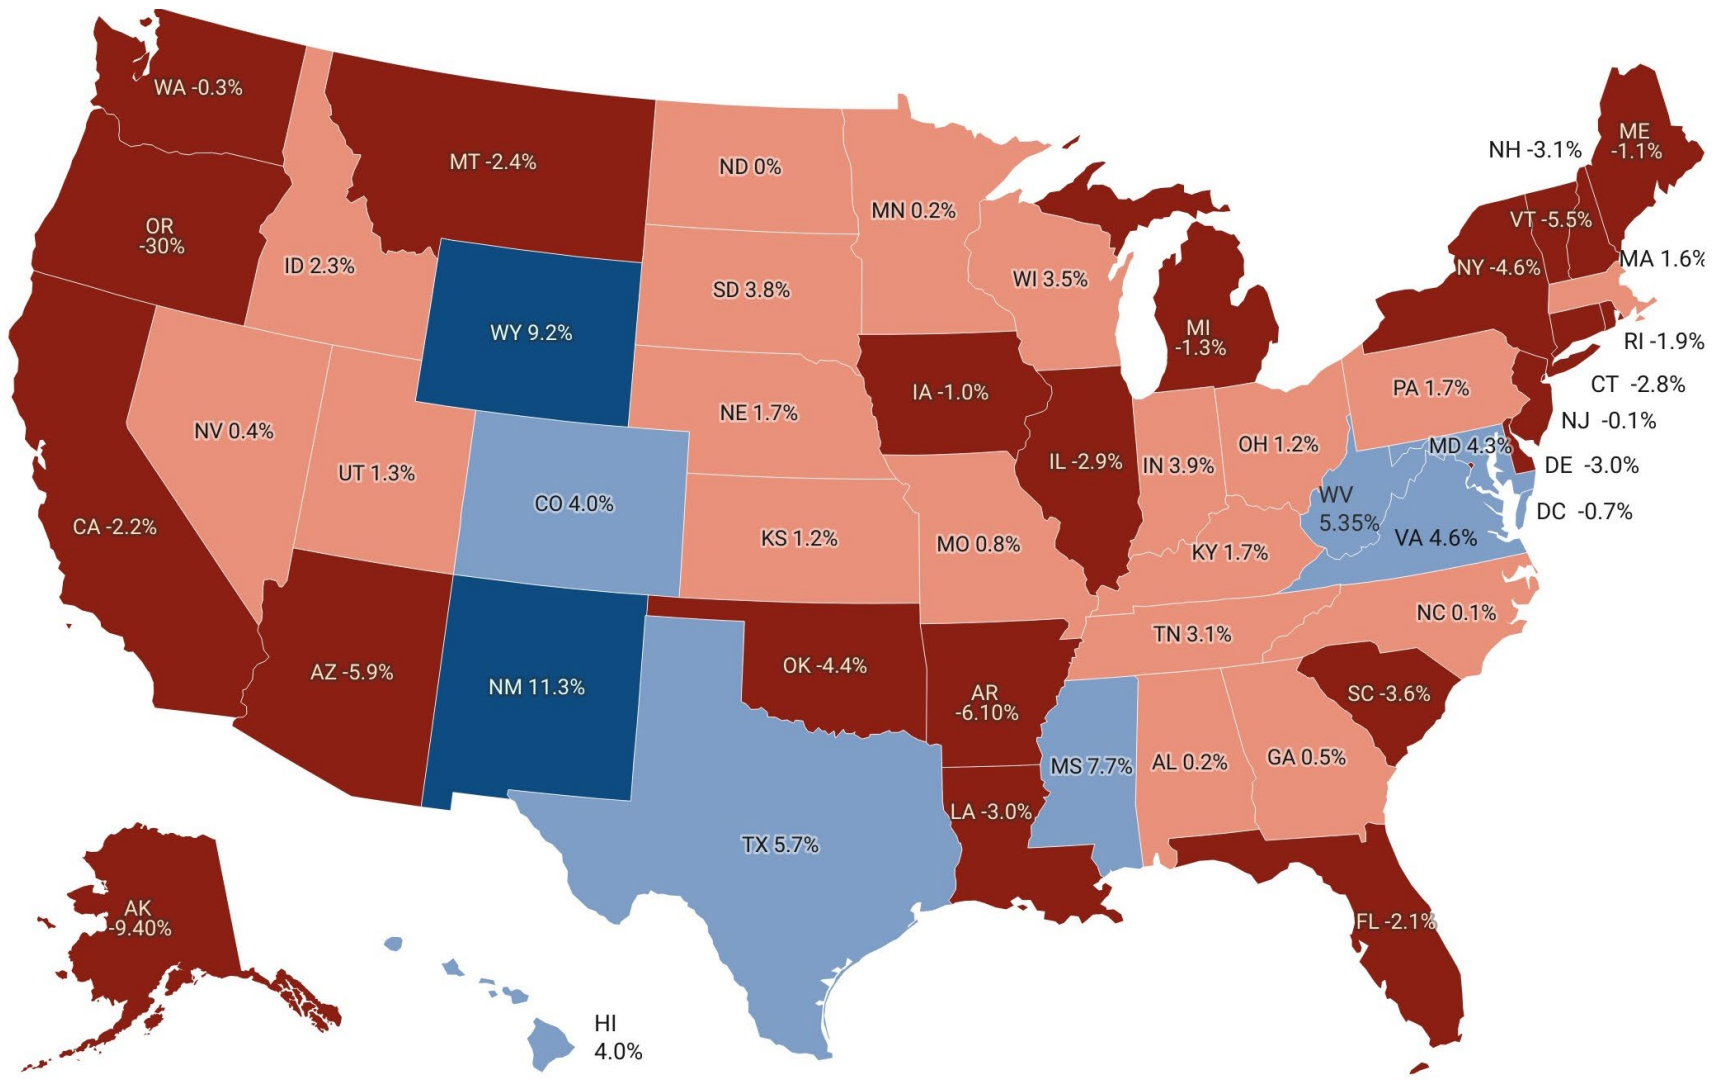 WA -0.3%
MT -2.4%
ND 0%
MN 0.2%
OR
-30%
ID 2.3%
WY 9.2%
SD 3.8%
WI 3.5%
MI
-1.3%
ME
-1.1%
NH -3.1%
VT -5.5%
NY -4.6%
MA 1.6%
RI -1.9%
CT -2.8%
NJ -0.1%
DE -3.0%
DC -0.7%
PA 1.7%
MD 4.3%
IA -1.0%
NE 1.7%
NV 0.4%
UT 1.3%
CO 4.0%
IL -2.9%
IN 3.9%
OH 1.2%
WV
5.35%
VA 4.6%
CA -2.2%
KS 1.2%
MO 0.8%
KY 1.7%
NC 0.1%
TN 3.1%
AZ -5.9%
NM 11.3%
OK -4.4%
AR
-6.10%
SC -3.6%
MS 7.7%
AL 0.2%
GA 0.5%
LA -3.0%
TX 5.7%
FL -2.1%
AK
-9.40%
HI
4.0%